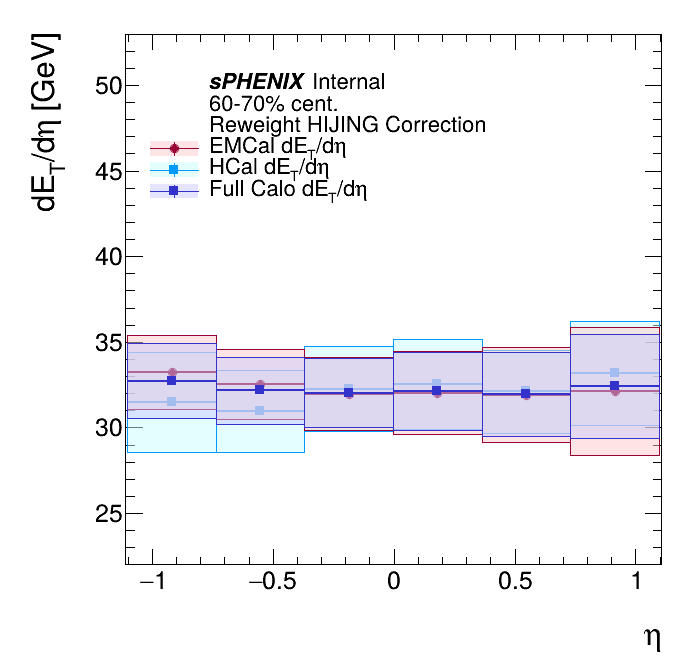 dE_T/dη [GeV]
sPHENIX Internal
60-70% cent.
Reweight HIJING Correction
EMCal dE_T/dη
HCal dE_T/dη
Full Calo dE_T/dη
50
45
40
35
30
25
−1 −0.5 0 0.5 1
η